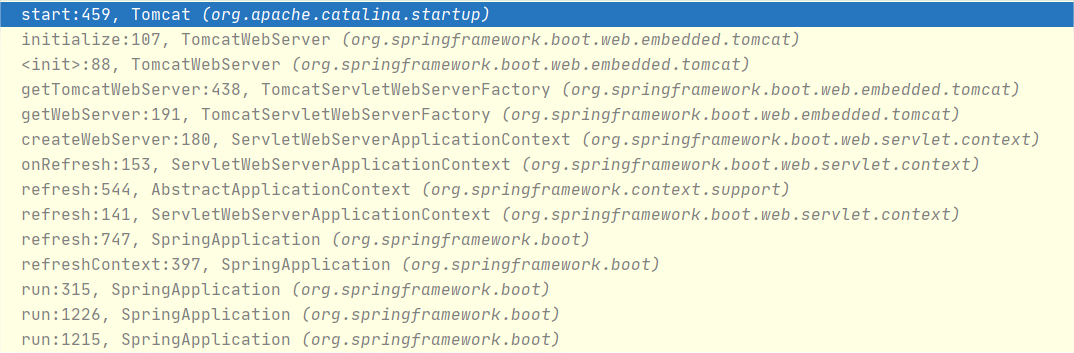 start:459, Tomcat (org.apache.catalina.startup)
initialize:107, TomcatWebServer (org.springframework.boot.web.embedded.tomcat)
<init>:88, TomcatWebServer (org.springframework.boot.web.embedded.tomcat)
getTomcatWebServer:438, TomcatServletWebServerFactory (org.springframework.boot.web.embedded.tomcat)
getWebServer:191, TomcatServletWebServerFactory (org.springframework.boot.web.embedded.tomcat)
createWebServer:180, ServletWebServerApplicationContext (org.springframework.boot.web.servlet.context)
onRefresh:153, ServletWebServerApplicationContext (org.springframework.boot.web.servlet.context)
refresh:544, AbstractApplicationContext (org.springframework.context.support)
refresh:141, ServletWebServerApplicationContext (org.springframework.boot.web.servlet.context)
refresh:747, SpringApplication (org.springframework.boot)
refreshContext:397, SpringApplication (org.springframework.boot)
run:315, SpringApplication (org.springframework.boot)
run:1226, SpringApplication (org.springframework.boot)
run:1215, SpringApplication (org.springframework.boot)